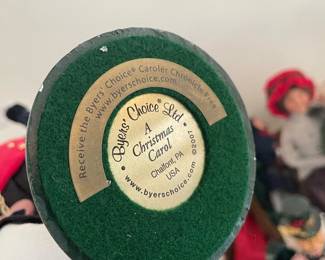 Receive the Byers' Choice® Caroler Chronicle Free
www.byerschoice.com
Byers' Choice® Ltd.
A
Christmas
Carol
Chalfont, PA
USA
www.byerschoice.com
©2007